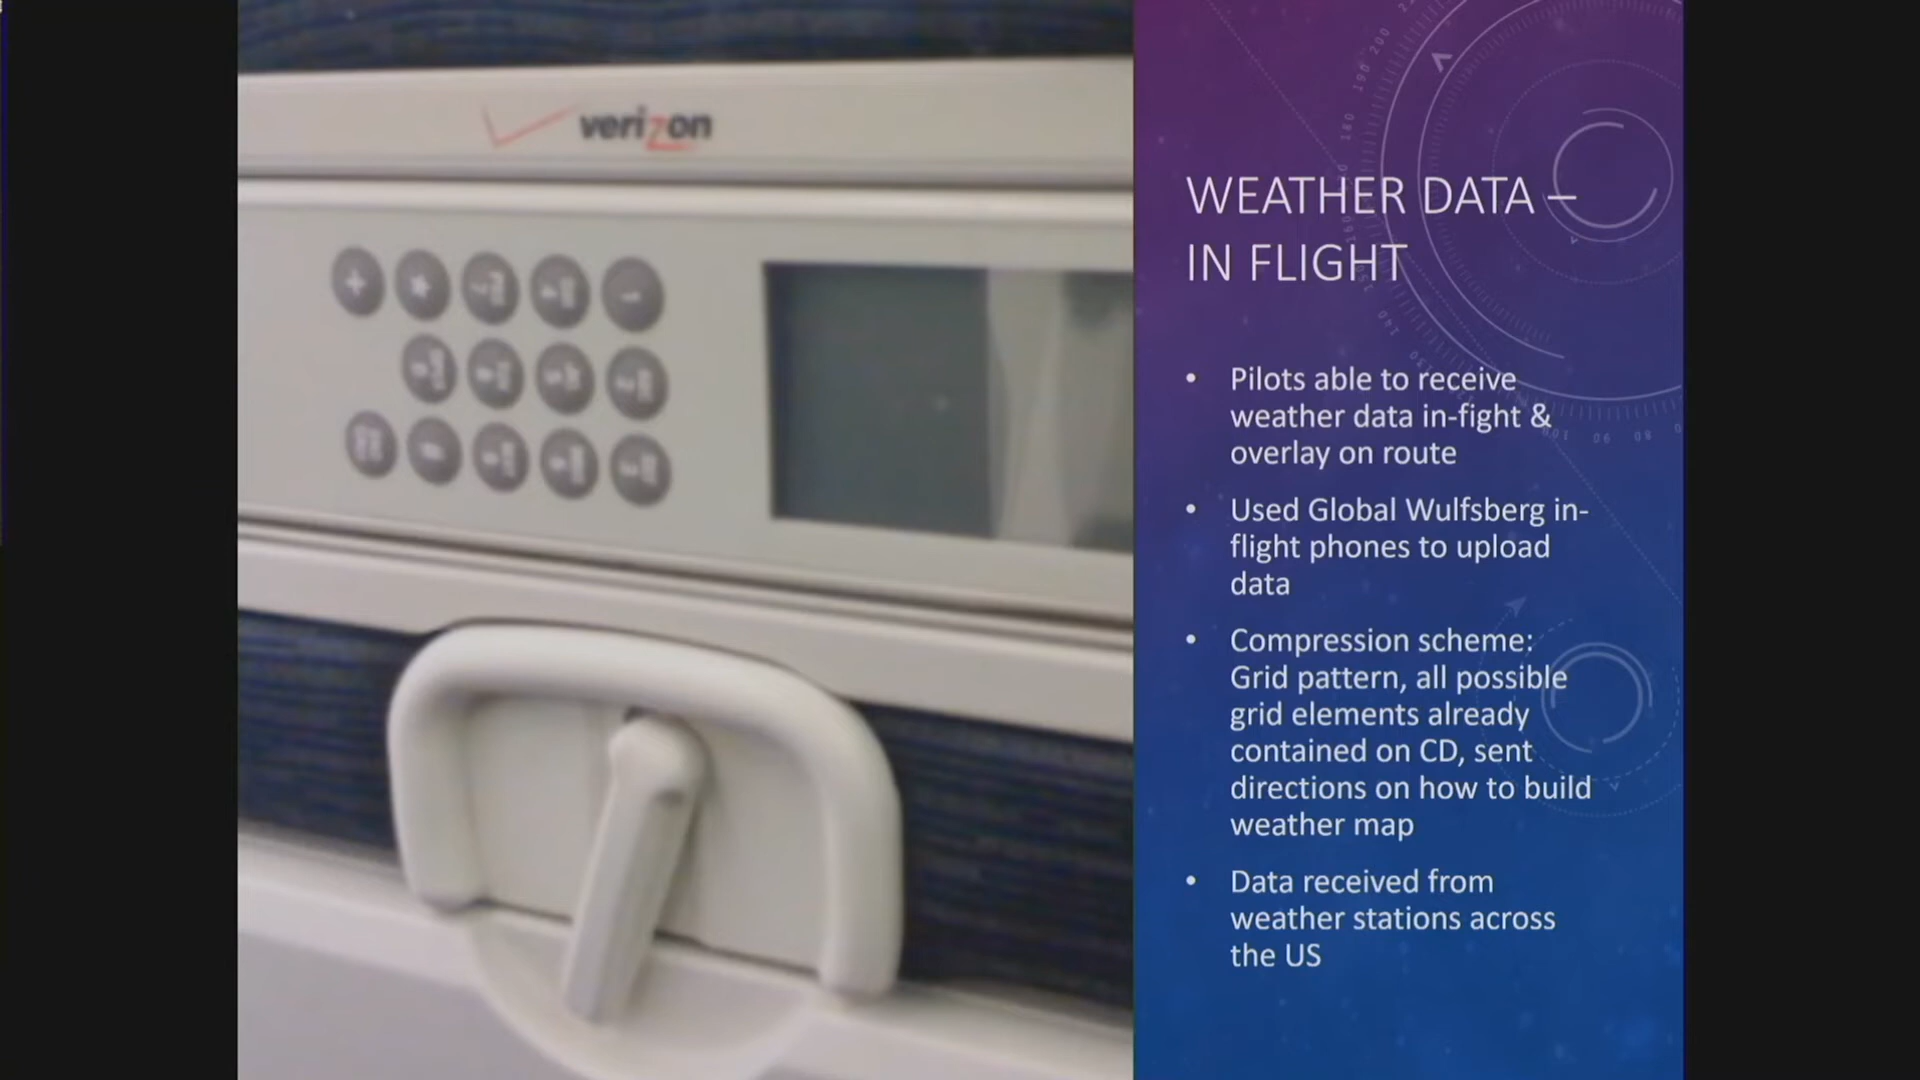 verizon
WEATHER DATA –
IN FLIGHT
• Pilots able to receive
weather data in-fight &
overlay on route
• Used Global Wulfsberg in-
flight phones to upload
data
• Compression scheme:
Grid pattern, all possible
grid elements already
contained on CD, sent
directions on how to build
weather map
• Data received from
weather stations across
the US